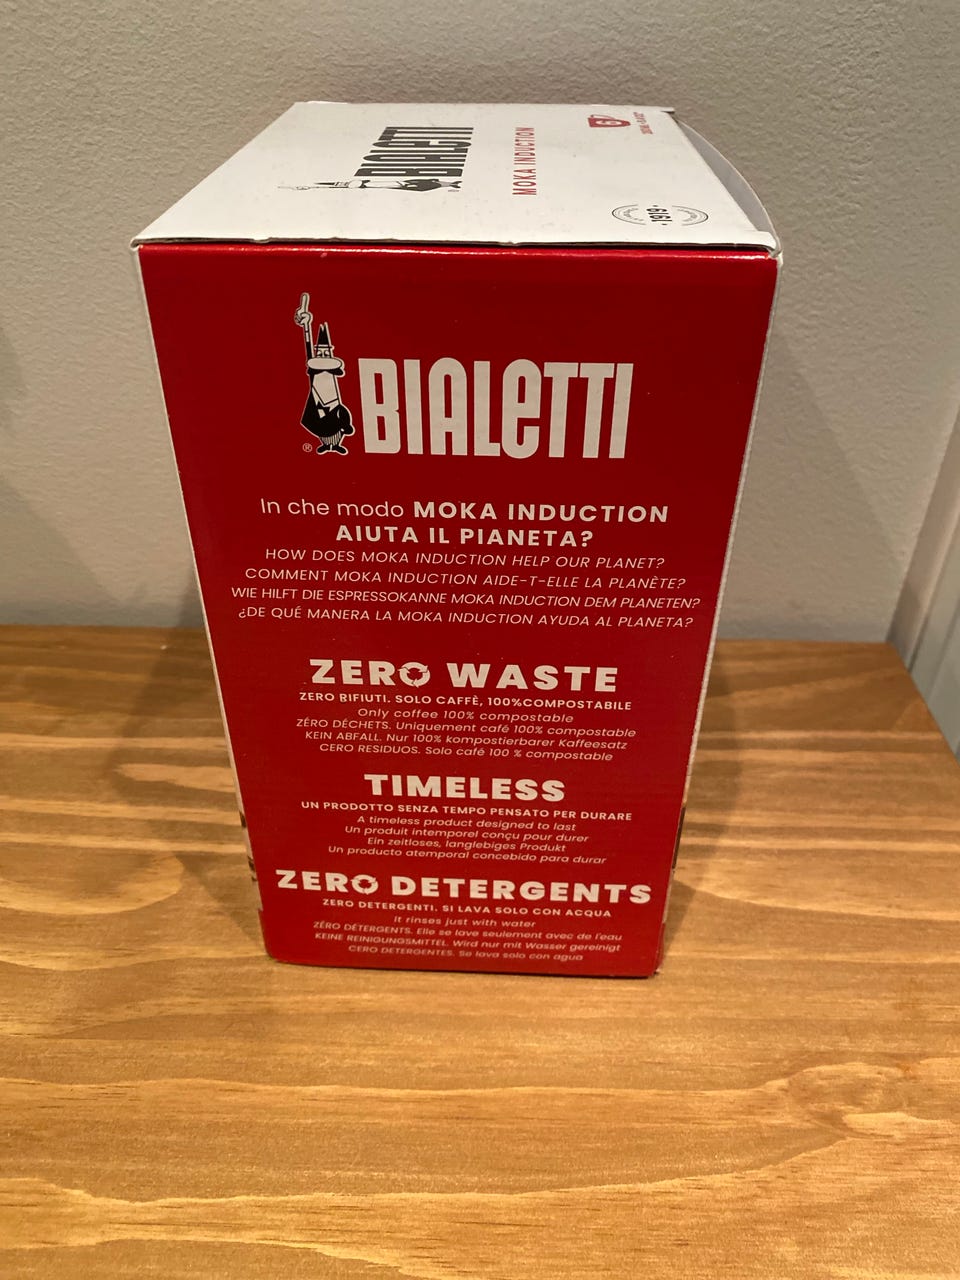 BIALETTI
MOKA INDUCTION
6
1919
BIALETTI
®
In che modo MOKA INDUCTION
AIUTA IL PIANETA?
HOW DOES MOKA INDUCTION HELP OUR PLANET?
COMMENT MOKA INDUCTION AIDE-T-ELLE LA PLANÈTE?
WIE HILFT DIE ESPRESSOKANNE MOKA INDUCTION DEM PLANETEN?
¿DE QUÉ MANERA LA MOKA INDUCTION AYUDA AL PLANETA?
ZERO WASTE
ZERO RIFIUTI. SOLO CAFFÈ, 100%COMPOSTABILE
Only coffee 100% compostable
ZÉRO DÉCHETS. Uniquement café 100% compostable
KEIN ABFALL. Nur 100% kompostierbarer Kaffeesatz
CERO RESIDUOS. Solo café 100 % compostable
TIMELESS
UN PRODOTTO SENZA TEMPO PENSATO PER DURARE
A timeless product designed to last
Un produit intemporel conçu pour durer
Ein zeitloses, langlebiges Produkt
Un producto atemporal concebido para durar
ZERO DETERGENTS
ZERO DETERGENTI. SI LAVA SOLO CON ACQUA
It rinses just with water
ZÉRO DÉTERGENTS. Elle se lave seulement avec de l'eau
KEINE REINIGUNGSMITTEL. Wird nur mit Wasser gereinigt
CERO DETERGENTES. Se lava solo con agua